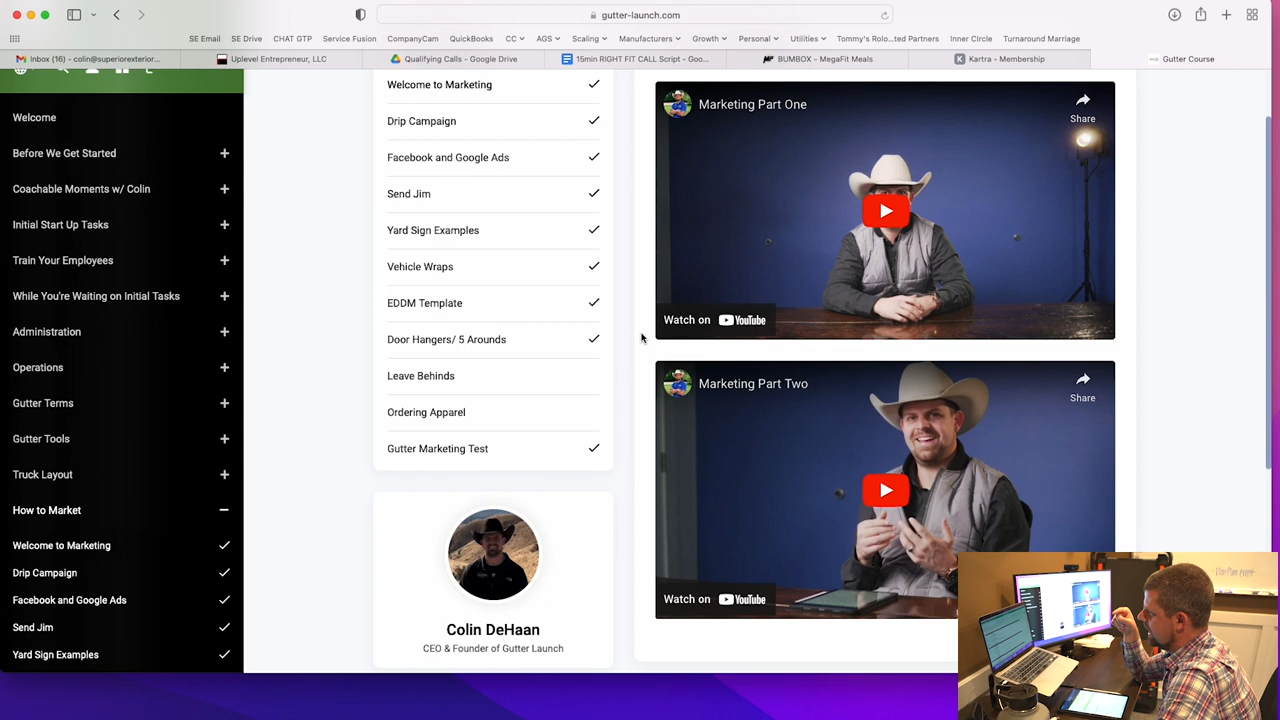 gutter-launch.com
SE Email SE Drive CHAT GTP Service Fusion CompanyCam QuickBooks CC AGS Scaling Manufacturers Growth Personal Utilities Tommy's Rolo...ted Partners Inner CIrcle Turnaround Marriage
Inbox (16) - colin@superiorexterior... Uplevel Entrepreneur, LLC Qualifying Calls - Google Drive 15min RIGHT FIT CALL Script - Goo... BUMBOX - MegaFit Meals Kartra - Membership Gutter Course
Welcome
Before We Get Started
Coachable Moments w/ Colin
Initial Start Up Tasks
Train Your Employees
While You're Waiting on Initial Tasks
Administration
Operations
Gutter Terms
Gutter Tools
Truck Layout
How to Market
Welcome to Marketing
Drip Campaign
Facebook and Google Ads
Send Jim
Yard Sign Examples
Welcome to Marketing
Drip Campaign
Facebook and Google Ads
Send Jim
Yard Sign Examples
Vehicle Wraps
EDDM Template
Door Hangers/ 5 Arounds
Leave Behinds
Ordering Apparel
Gutter Marketing Test
Colin DeHaan
CEO & Founder of Gutter Launch
Marketing Part One
Share
Watch on YouTube
Marketing Part Two
Share
Watch on YouTube